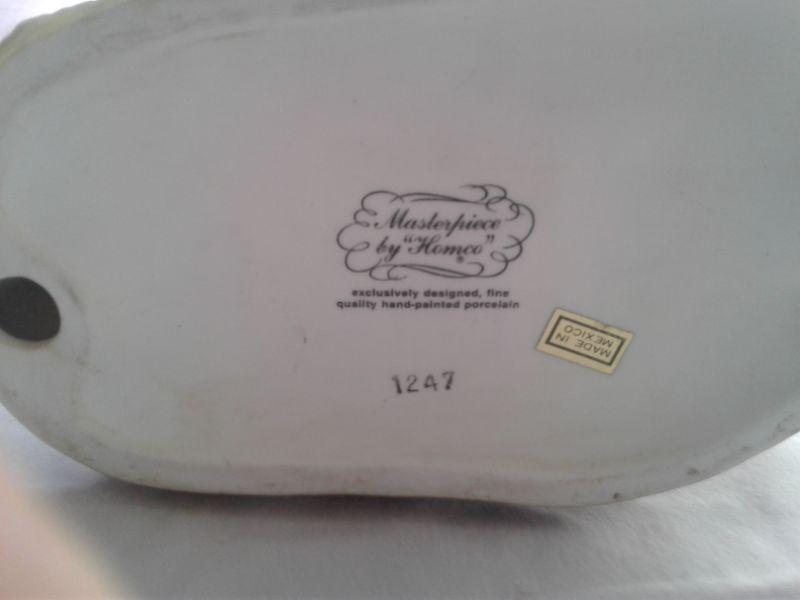 Masterpiece
by "Homco"®
exclusively designed, fine
quality hand-painted porcelain
1247
MADE IN
MEXICO